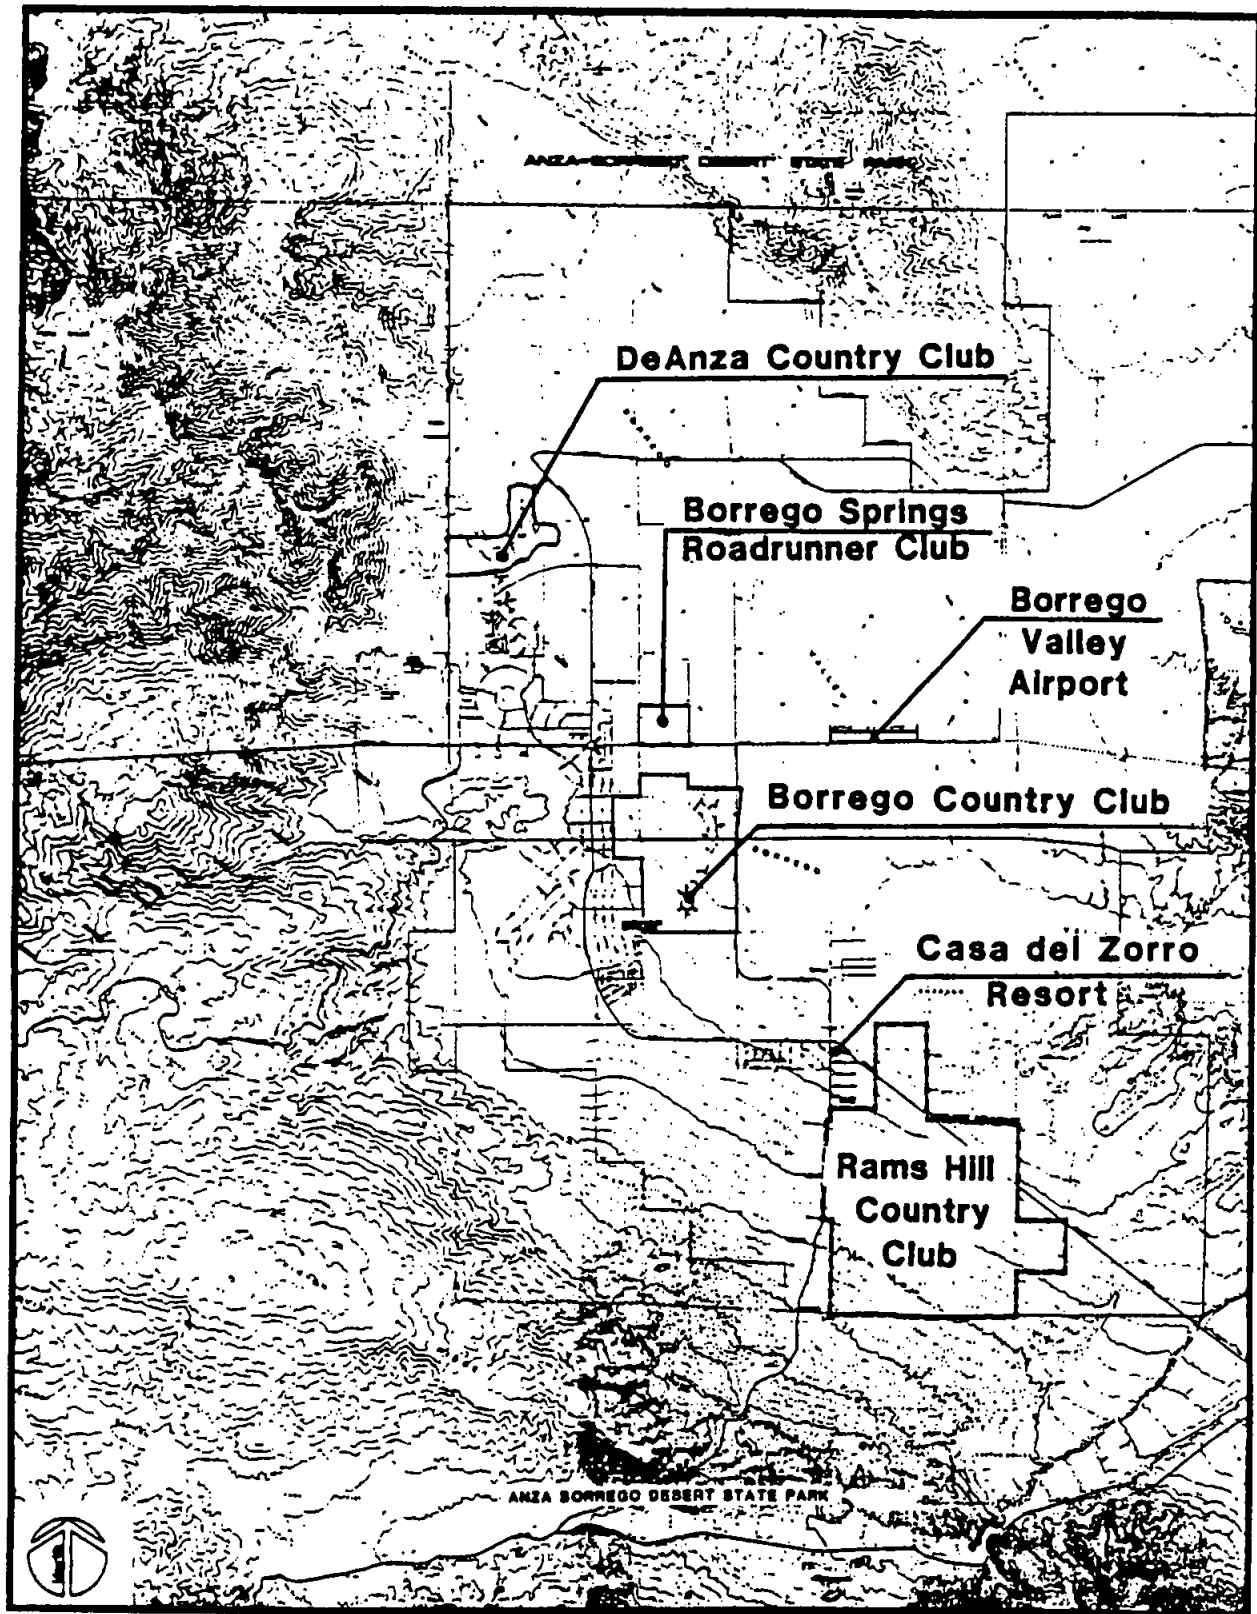 ANZA-BORREGO DESERT STATE PARK
DeAnza Country Club
Borrego Springs
Roadrunner Club
Borrego
Valley
Airport
Borrego Country Club
Casa del Zorro
Resort
Rams Hill
Country
Club
ANZA BORREGO DESERT STATE PARK
North